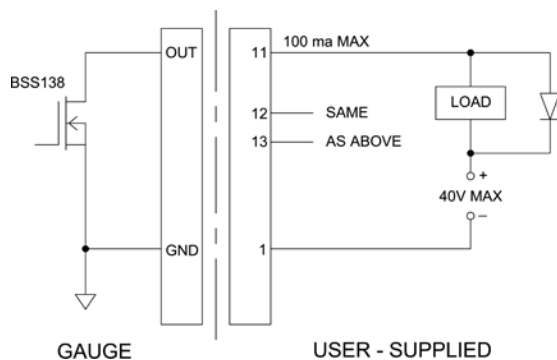 OUT
11
100 ma MAX
BSS138
LOAD
12
SAME
13
AS ABOVE
+
40V MAX
–
GND
1
GAUGE
USER - SUPPLIED